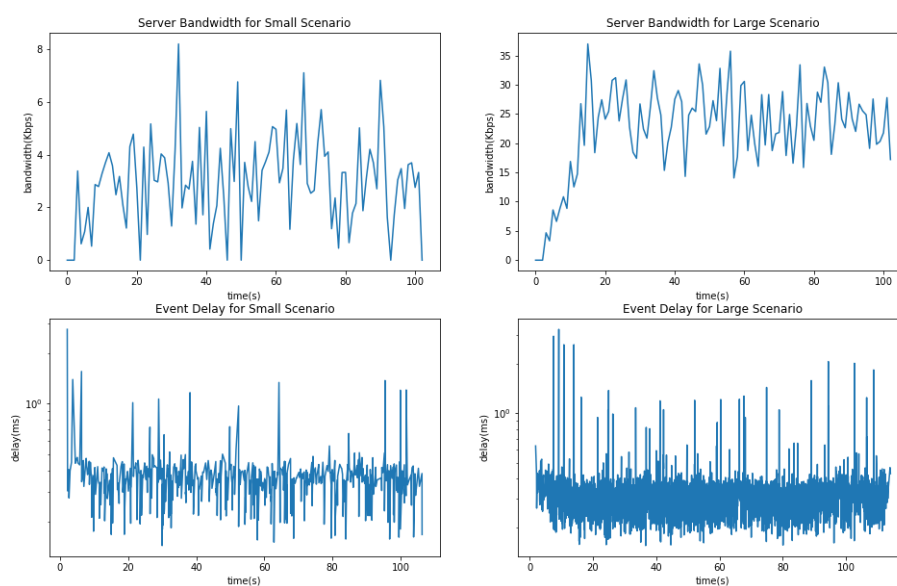 Server Bandwidth for Small Scenario
8
6
4
2
0
bandwidth(Kbps)
0 20 40 60 80 100
time(s)
Server Bandwidth for Large Scenario
35
30
25
20
15
10
5
0
bandwidth(Kbps)
0 20 40 60 80 100
time(s)
Event Delay for Small Scenario
10⁰
delay(ms)
0 20 40 60 80 100
time(s)
Event Delay for Large Scenario
10⁰
delay(ms)
0 20 40 60 80 100
time(s)